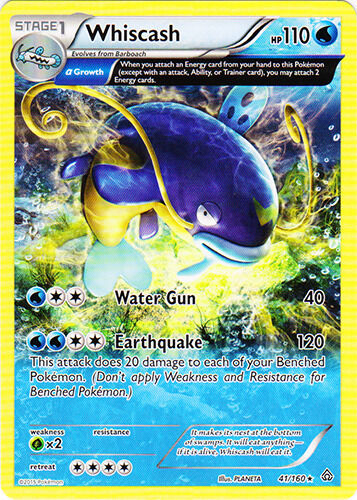 STAGE1
Whiscash
HP110
Evolves from Barboach
α Growth
When you attach an Energy card from your hand to this Pokémon
(except with an attack, Ability, or Trainer card), you may attach 2
Energy cards.
Water Gun 40
Earthquake 120
This attack does 20 damage to each of your Benched
Pokémon. (Don't apply Weakness and Resistance for
Benched Pokémon.)
weakness
resistance
×2
retreat
It makes its nest at the bottom
of swamps. It will eat anything—
if it is alive, Whiscash will eat it.
©2015 Pokémon
Illus. PLANETA
41/160 ★